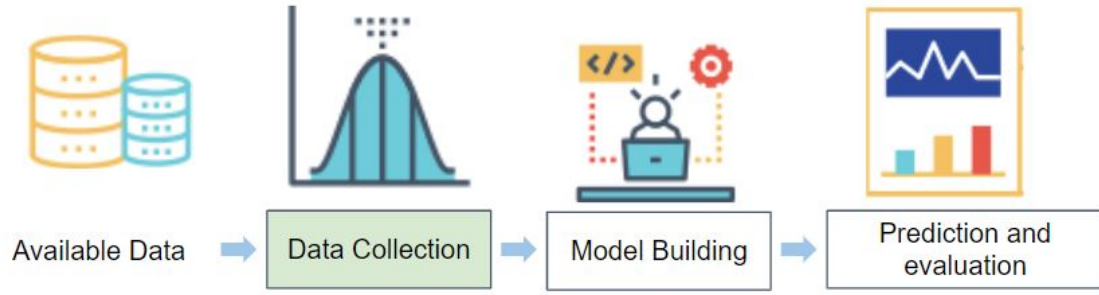 </>
Available Data
Data Collection
Model Building
Prediction and
evaluation